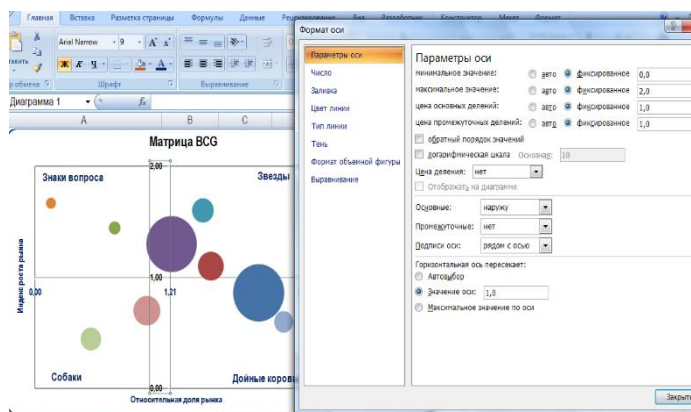 Главная Вставка Разметка страницы Формулы Данные Рецензирование Вид Разработчик Конструктор Макет Формат
Arial Narrow 9
Ж К Ч
Шрифт
Выравнивание
Диаграмма 1
fx
A B C
Матрица BCG
2,00
Знаки вопроса
Звезды
Индекс роста рынка
1,00
0,00
1,21
Собаки
0,00
Дойные коровы
Относительная доля рынка
Формат оси
Параметры оси
Число
Заливка
Цвет линии
Тип линии
Тень
Формат объемной фигуры
Выравнивание
Параметры оси
минимальное значение: авто фиксированное 0,0
максимальное значение: авто фиксированное 2,0
цена основных делений: авто фиксированное 1,0
цена промежуточных делений: авто фиксированное 1,0
обратный порядок значений
логарифмическая шкала Основная: 10
Цена деления: нет
Отображать на диаграмме
Основные: наружу
Промежуточные: нет
Подписи оси: рядом с осью
Горизонтальная ось пересекает:
Автовыбор
Значение оси: 1,0
Максимальное значение по оси
Закрыть